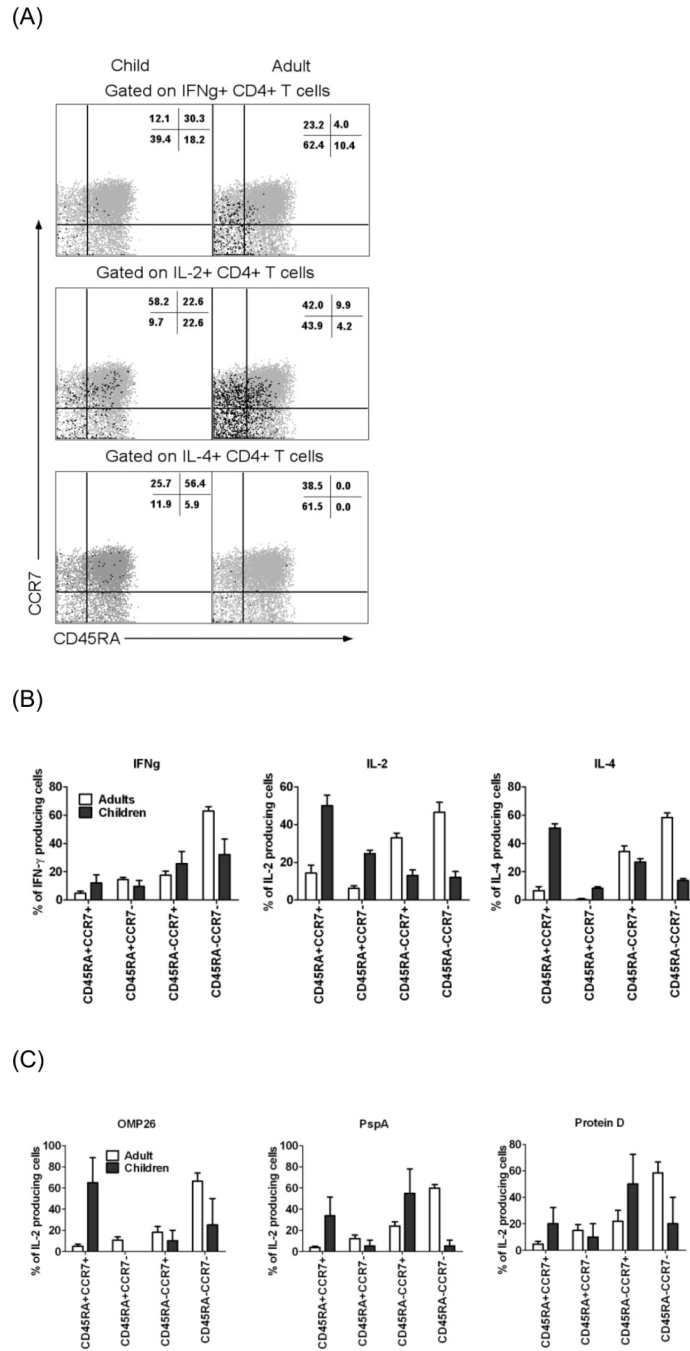 (A)
Child Adult
Gated on IFNg+ CD4+ T cells
12.1 30.3 23.2 4.0
39.4 18.2 62.4 10.4
Gated on IL-2+ CD4+ T cells
58.2 22.6 42.0 9.9
9.7 22.6 43.9 4.2
Gated on IL-4+ CD4+ T cells
25.7 56.4 38.5 0.0
11.9 5.9 61.5 0.0
CCR7
CD45RA
(B)
IFNg
% of IFN-γ producing cells
80
60
40
20
0
Adults
Children
CD45RA+CCR7+
CD45RA+CCR7-
CD45RA-CCR7+
CD45RA-CCR7-
IL-2
% of IL-2 producing cells
60
40
20
0
CD45RA+CCR7+
CD45RA+CCR7-
CD45RA-CCR7+
CD45RA-CCR7-
IL-4
% of IL-4 producing cells
80
60
40
20
0
CD45RA+CCR7+
CD45RA+CCR7-
CD45RA-CCR7+
CD45RA-CCR7-
(C)
OMP26
% of IL-2 producing cells
100
80
60
40
20
0
Adult
Children
CD45RA+CCR7+
CD45RA+CCR7-
CD45RA-CCR7+
CD45RA-CCR7-
PspA
% of IL-2 producing cells
100
80
60
40
20
0
CD45RA+CCR7+
CD45RA+CCR7-
CD45RA-CCR7+
CD45RA-CCR7-
Protein D
% of IL-2 producing cells
80
60
40
20
0
CD45RA+CCR7+
CD45RA+CCR7-
CD45RA-CCR7+
CD45RA-CCR7-